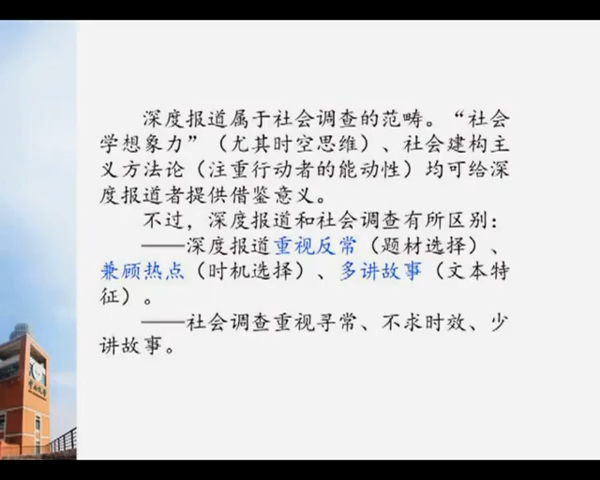 深度报道属于社会调查的范畴。“社会
学想象力”（尤其时空思维）、社会建构主
义方法论（注重行动者的能动性）均可给深
度报道者提供借鉴意义。
不过，深度报道和社会调查有所区别：
——深度报道重视反常（题材选择）、
兼顾热点（时机选择）、多讲故事（文本特
征）。
——社会调查重视寻常、不求时效、少
讲故事。